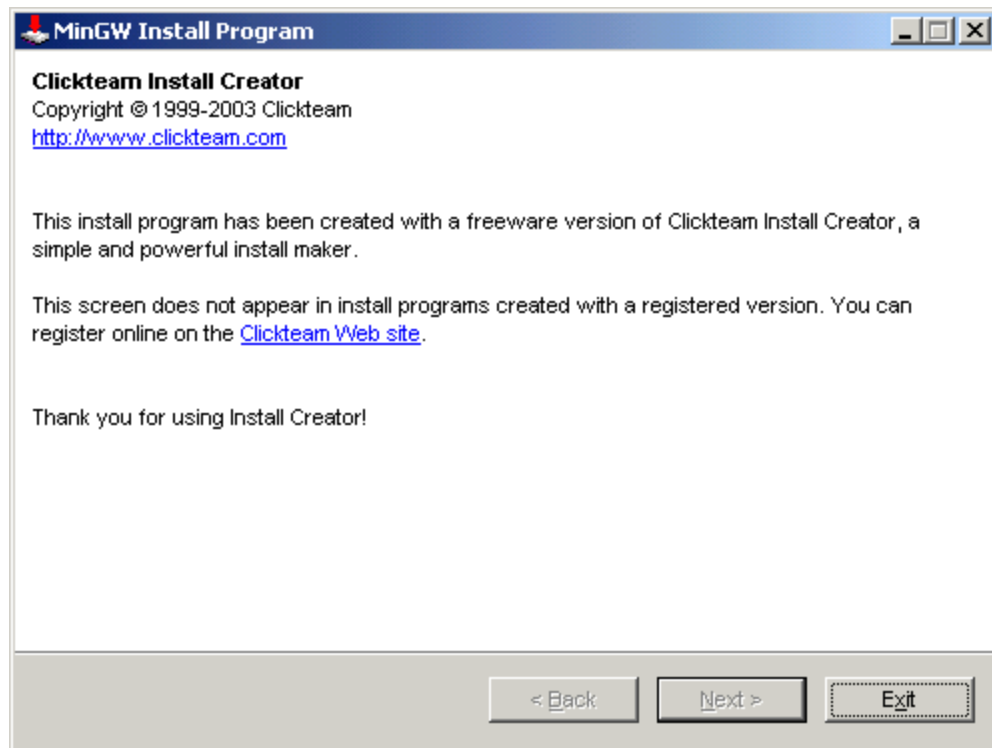 MinGW Install Program
Clickteam Install Creator
Copyright © 1999-2003 Clickteam
http://www.clickteam.com
This install program has been created with a freeware version of Clickteam Install Creator, a
simple and powerful install maker.
This screen does not appear in install programs created with a registered version. You can
register online on the Clickteam Web site.
Thank you for using Install Creator!
< Back Next > Exit